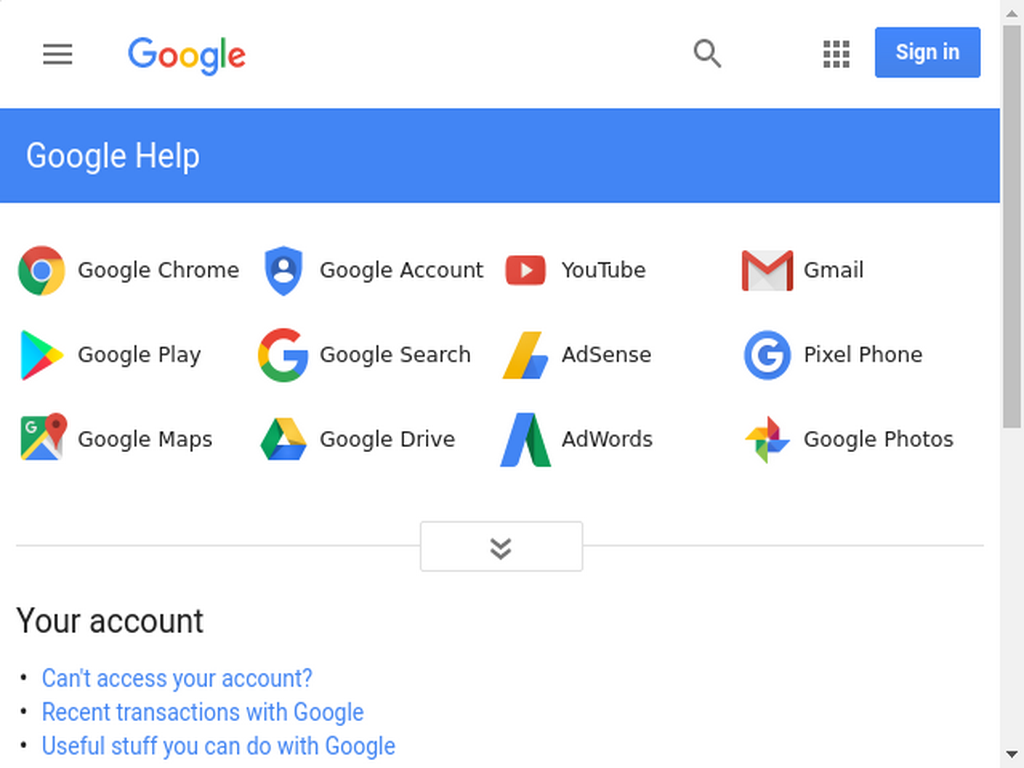 Google Sign in
Google Help
Google Chrome Google Account YouTube Gmail
Google Play Google Search AdSense Pixel Phone
Google Maps Google Drive AdWords Google Photos
Your account
• Can't access your account?
• Recent transactions with Google
• Useful stuff you can do with Google